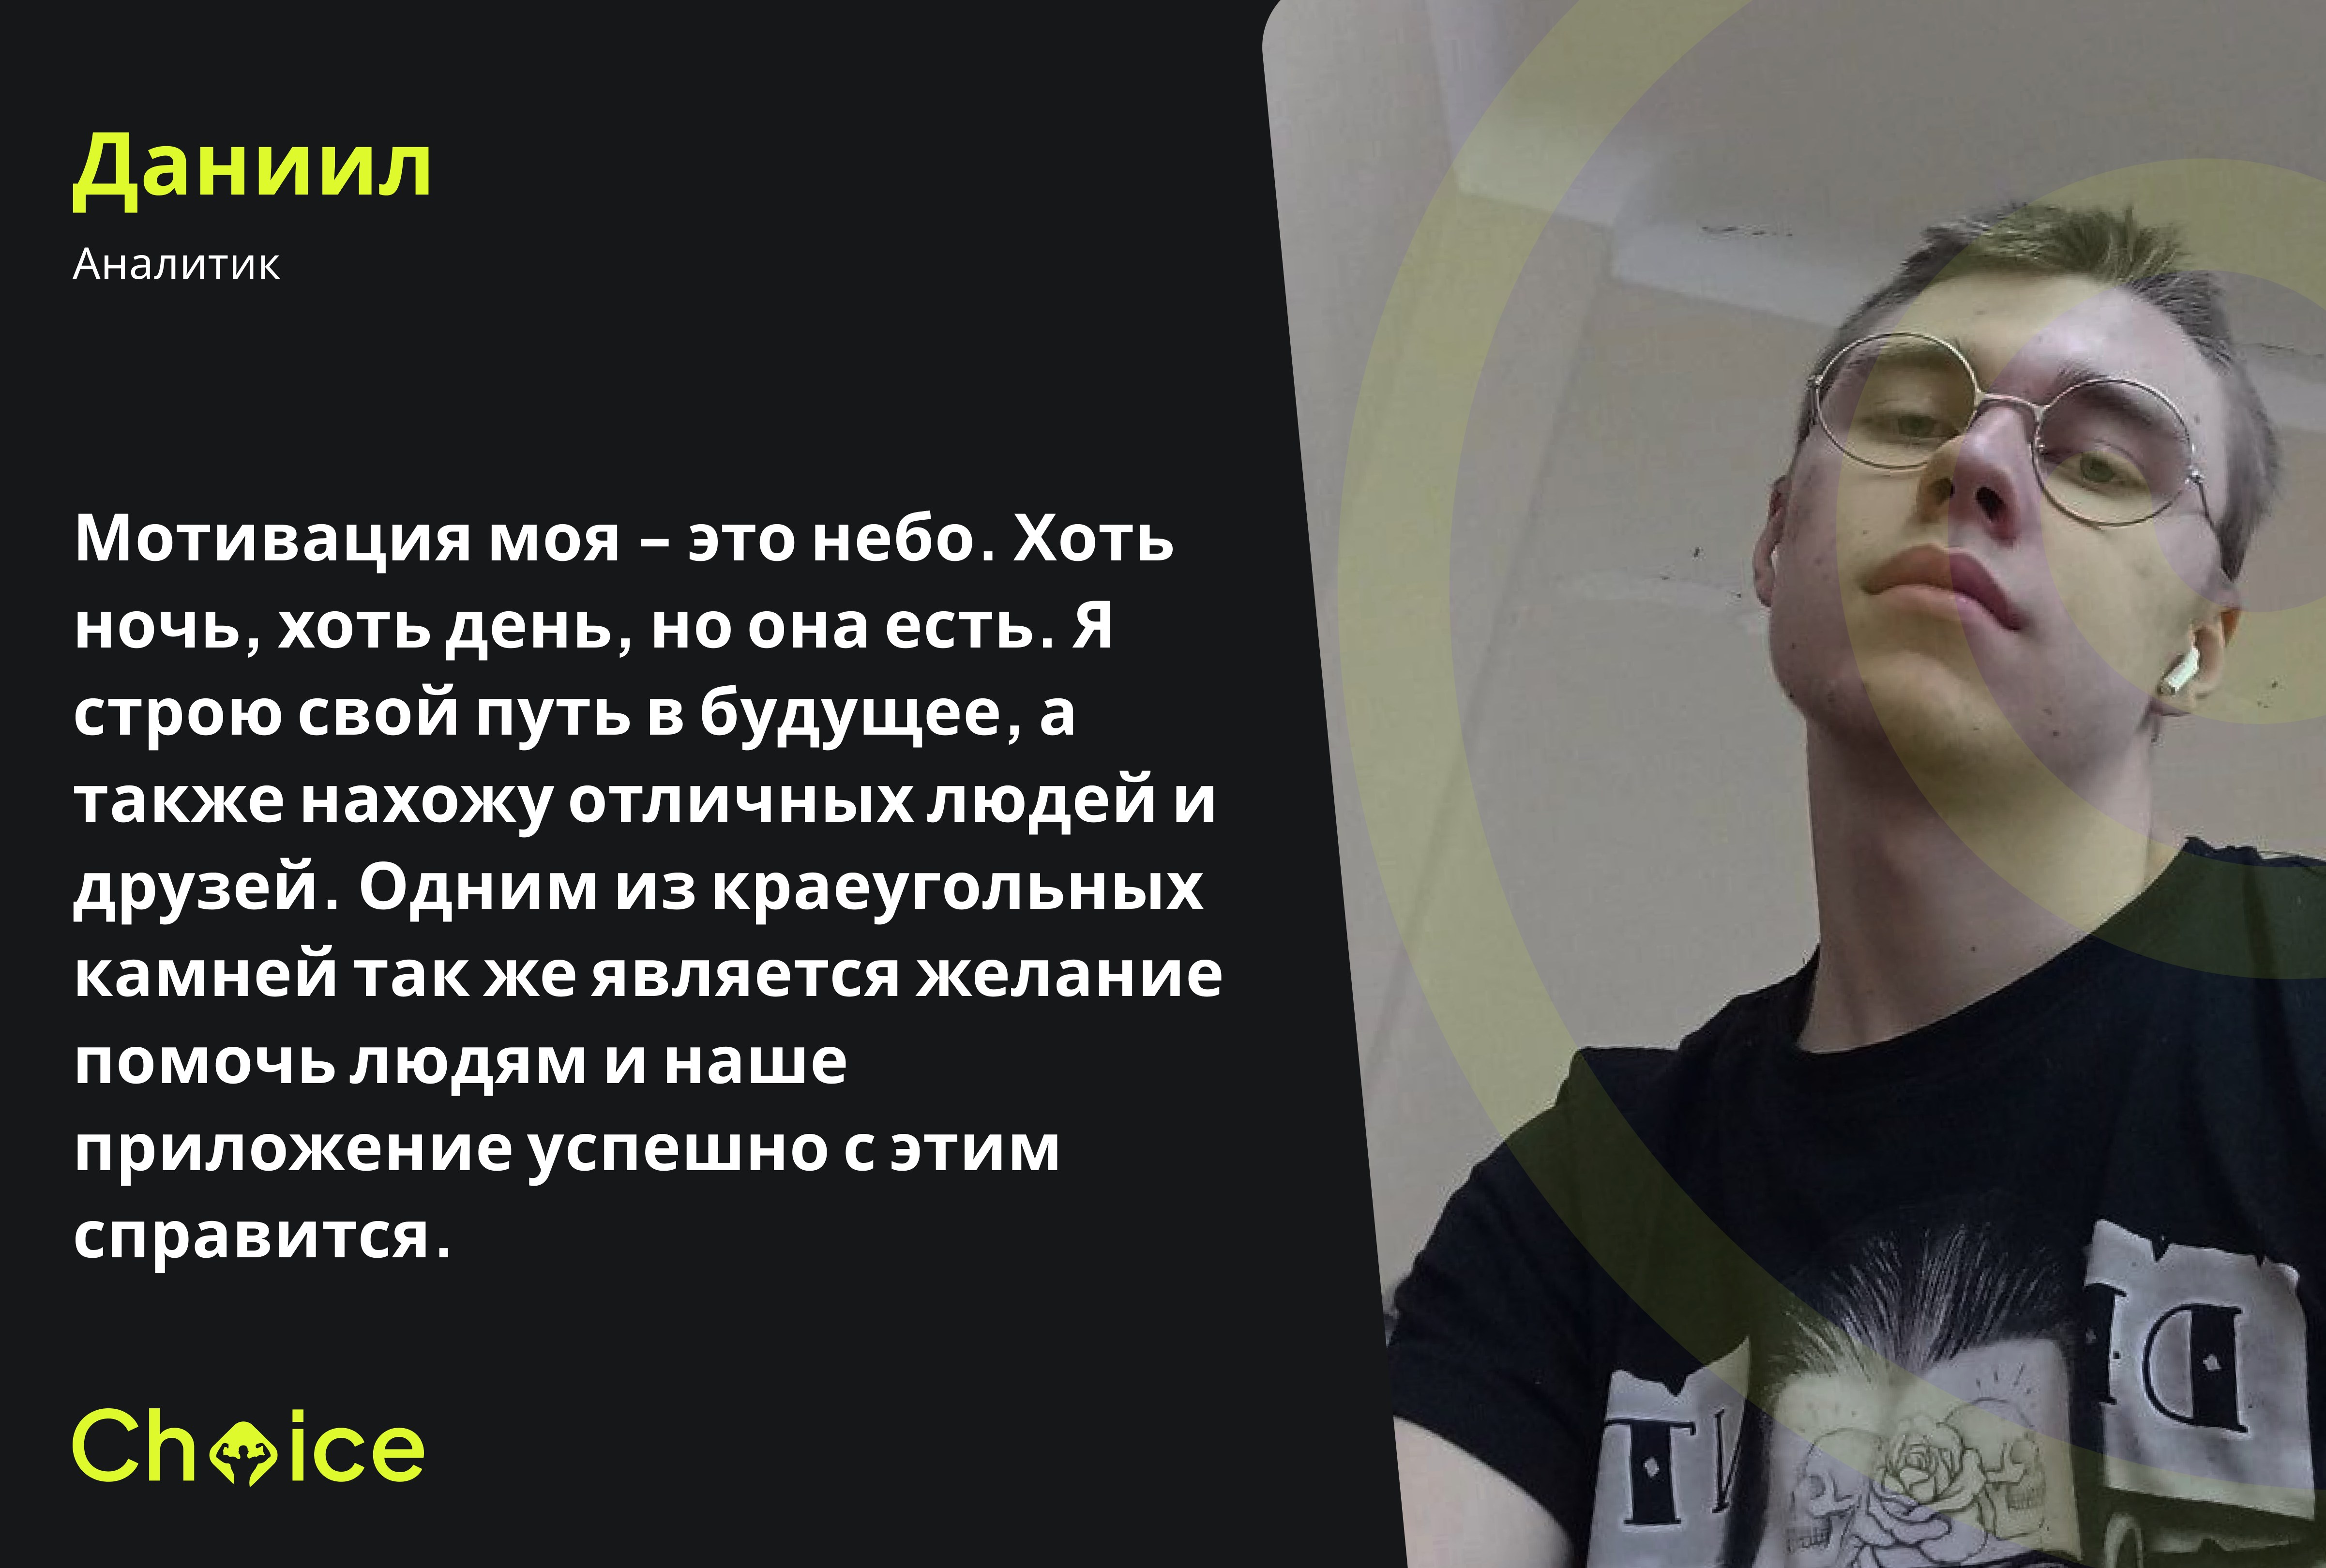 Даниил
Аналитик
Мотивация моя – это небо. Хоть
ночь, хоть день, но она есть. Я
строю свой путь в будущее, а
также нахожу отличных людей и
друзей. Одним из краеугольных
камней так же является желание
помочь людям и наше
приложение успешно с этим
справится.
Choice